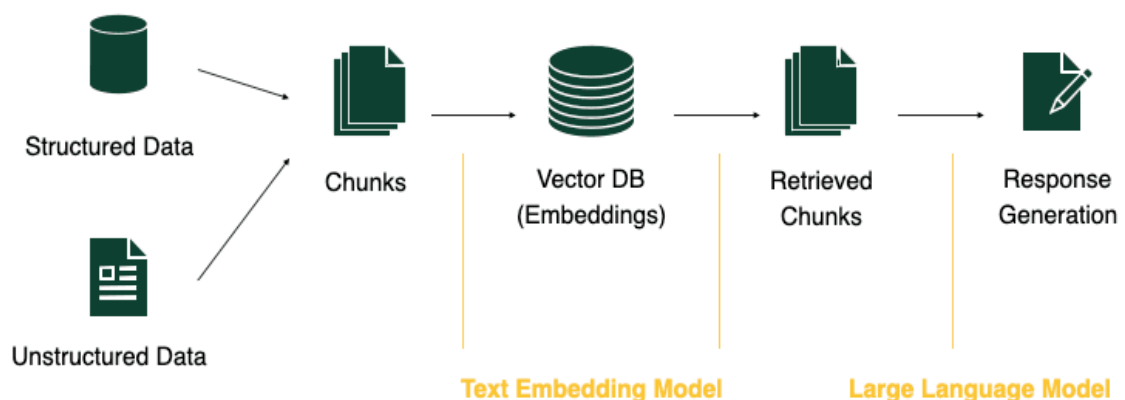 Structured Data
Unstructured Data
Chunks
Vector DB
(Embeddings)
Retrieved
Chunks
Response
Generation
Text Embedding Model
Large Language Model